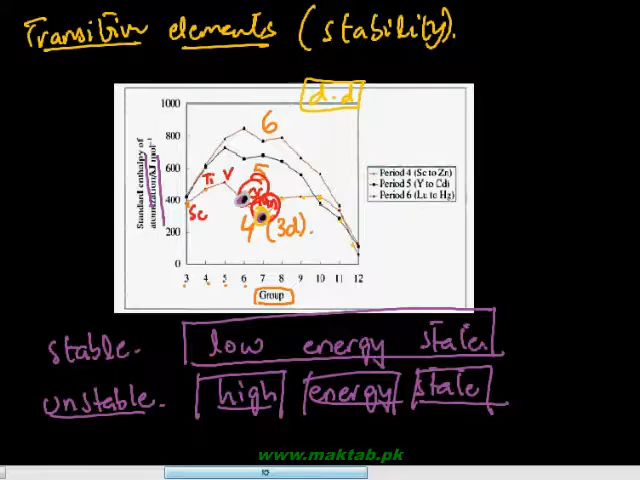 Transitive elements (stability).
d.d
1000
800
600
400
200
0
Standard enthalpy of
atomization/kJ mol⁻¹
6
5
4 (3d).
Sc
Ti
V
Period 4 (Sc to Zn)
Period 5 (Y to Cd)
Period 6 (Lu to Hg)
3 4 5 6 7 8 9 10 11 12
Group
stable. low energy state
unstable. high energy state
www.maktab.pk